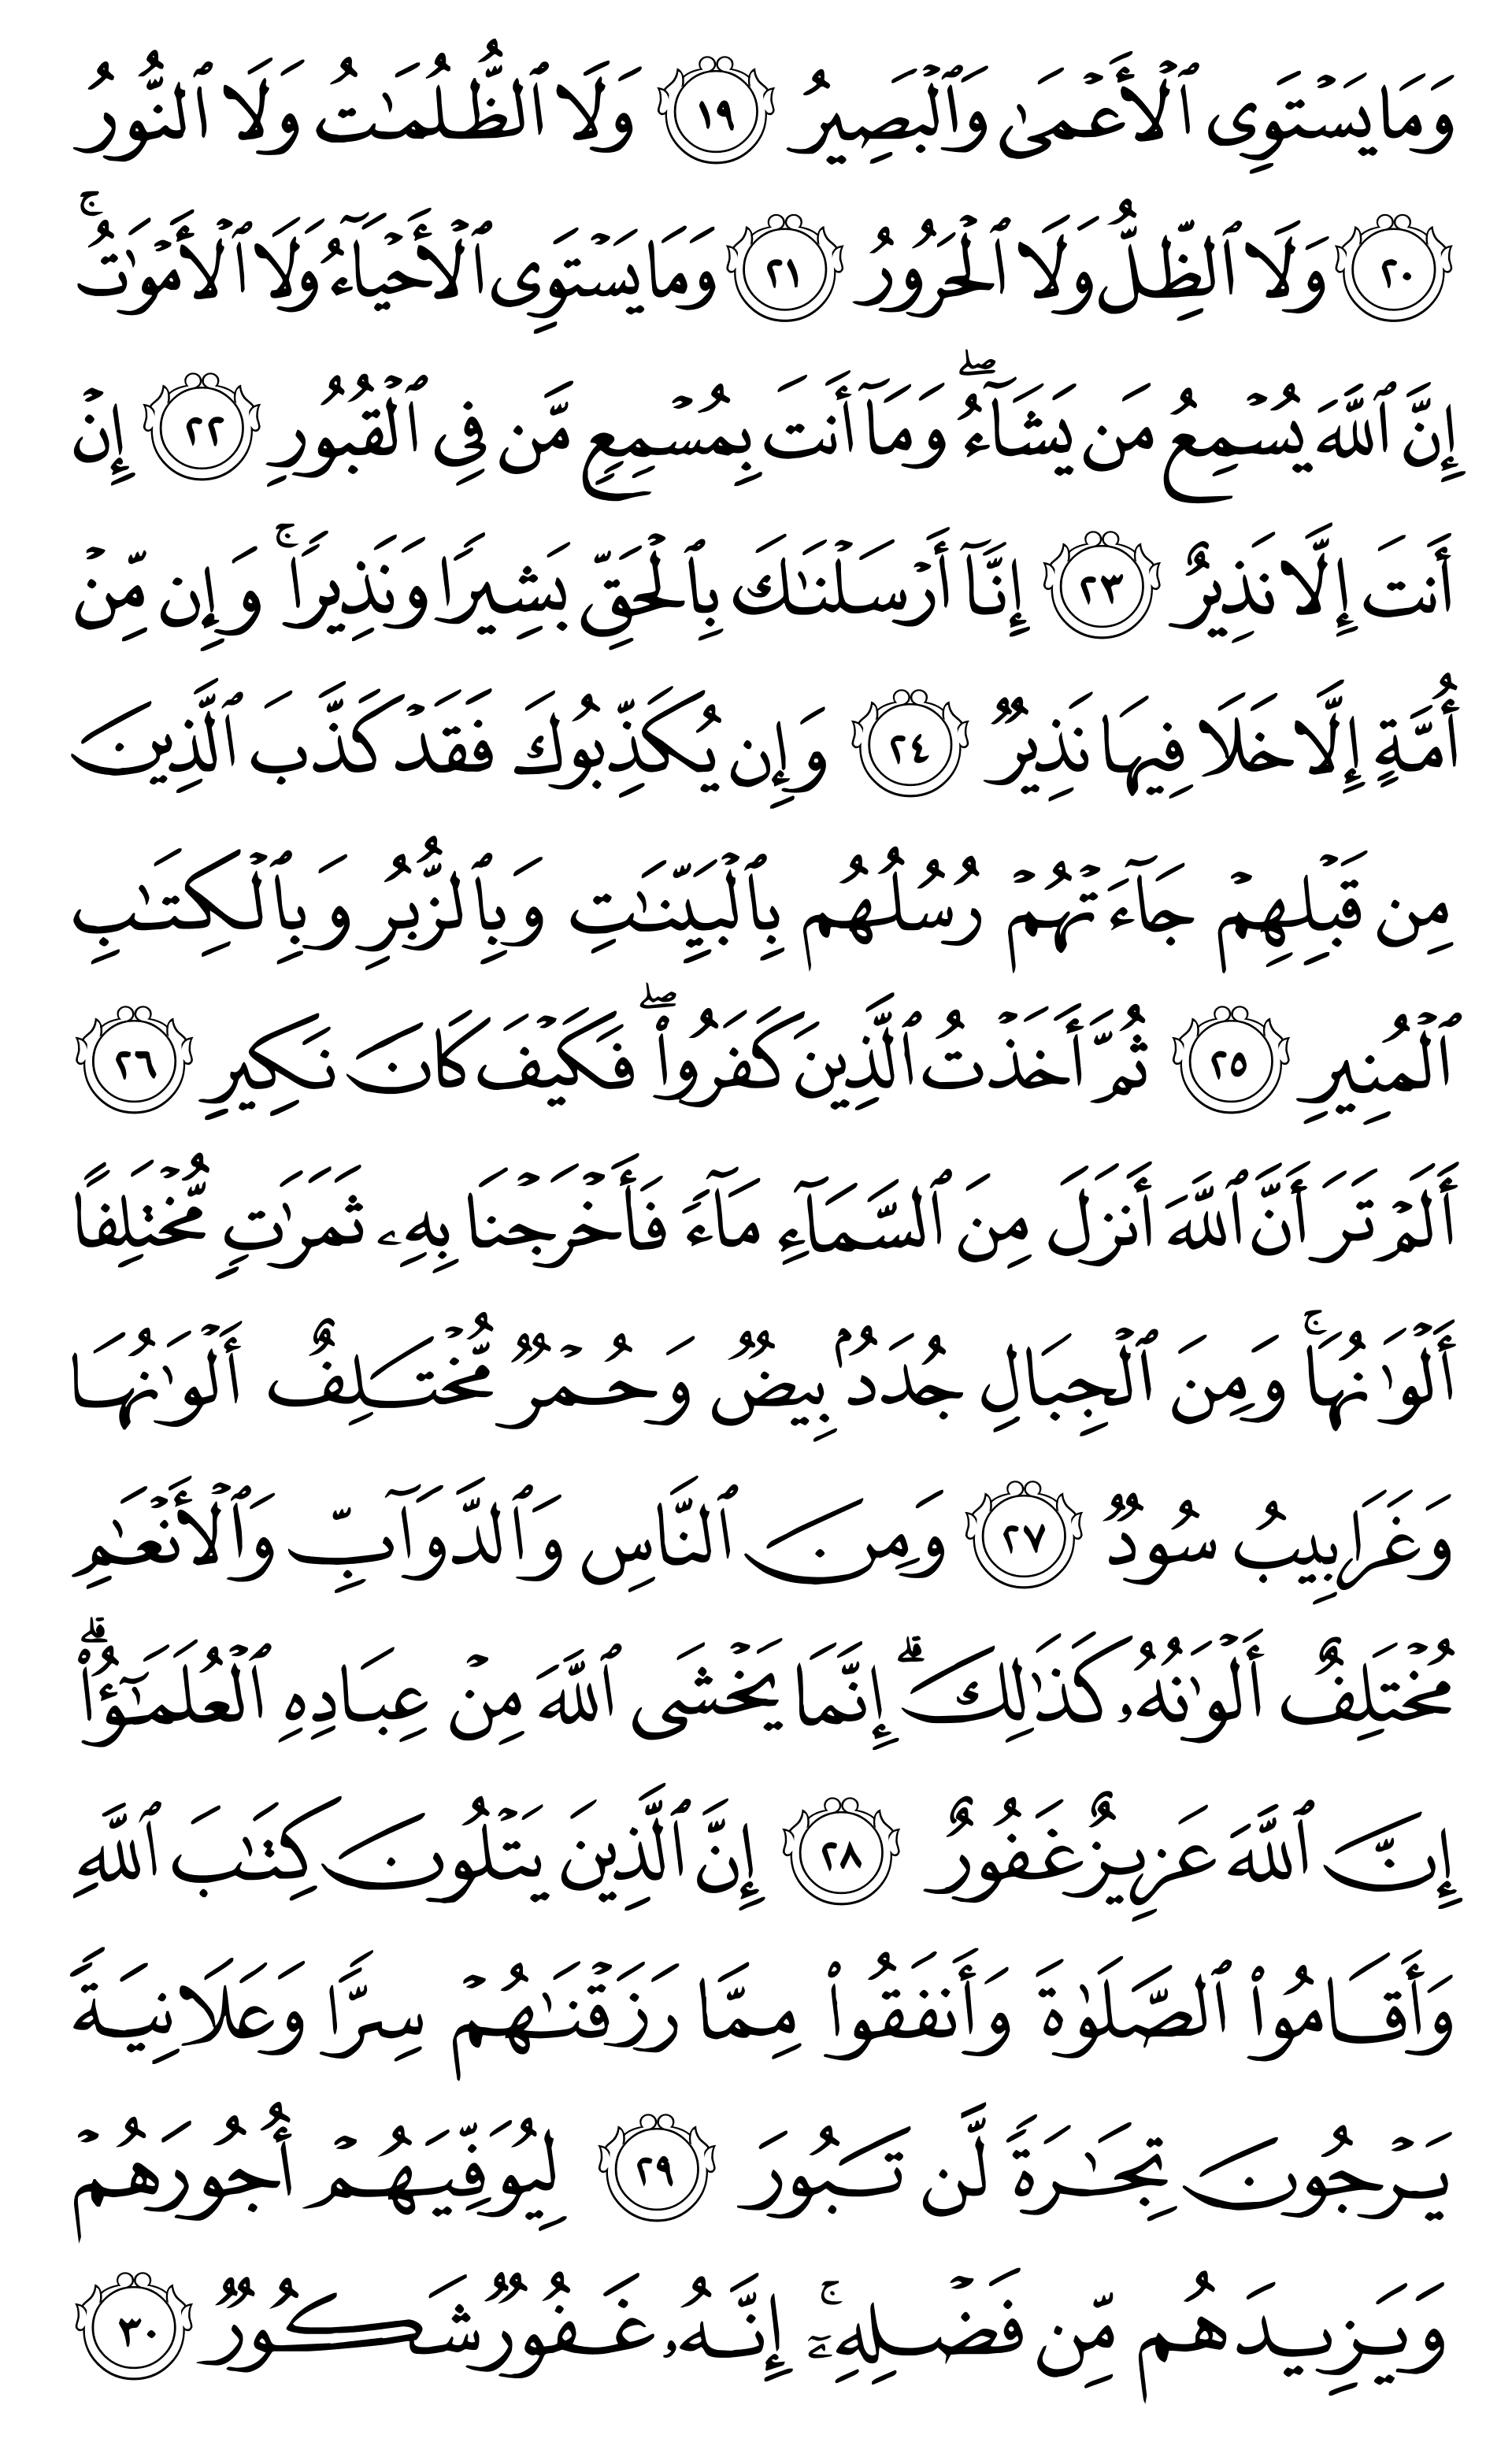 وَمَا يَسۡتَوِي ٱلۡأَعۡمَىٰ وَٱلۡبَصِيرُ ١٩ وَلَا ٱلظُّلُمَٰتُ وَلَا ٱلنُّورُ
٢٠ وَلَا ٱلظِّلُّ وَلَا ٱلۡحَرُورُ ٢١ وَمَا يَسۡتَوِي ٱلۡأَحۡيَآءُ وَلَا ٱلۡأَمۡوَٰتُۚ
إِنَّ ٱللَّهَ يُسۡمِعُ مَن يَشَآءُۖ وَمَآ أَنتَ بِمُسۡمِعٖ مَّن فِي ٱلۡقُبُورِ ٢٢ إِنۡ
أَنتَ إِلَّا نَذِيرٌ ٢٣ إِنَّآ أَرۡسَلۡنَٰكَ بِٱلۡحَقِّ بَشِيرٗا وَنَذِيرٗاۚ وَإِن مِّنۡ
أُمَّةٍ إِلَّا خَلَا فِيهَا نَذِيرٞ ٢٤ وَإِن يُكَذِّبُوكَ فَقَدۡ كَذَّبَ ٱلَّذِينَ
مِن قَبۡلِهِمۡ جَآءَتۡهُمۡ رُسُلُهُم بِٱلۡبَيِّنَٰتِ وَبِٱلزُّبُرِ وَبِٱلۡكِتَٰبِ
ٱلۡمُنِيرِ ٢٥ ثُمَّ أَخَذۡتُ ٱلَّذِينَ كَفَرُواْۖ فَكَيۡفَ كَانَ نَكِيرِ ٢٦
أَلَمۡ تَرَ أَنَّ ٱللَّهَ أَنزَلَ مِنَ ٱلسَّمَآءِ مَآءٗ فَأَخۡرَجۡنَا بِهِۦ ثَمَرَٰتٖ مُّخۡتَلِفًا
أَلۡوَٰنُهَاۚ وَمِنَ ٱلۡجِبَالِ جُدَدُۢ بِيضٞ وَحُمۡرٞ مُّخۡتَلِفٌ أَلۡوَٰنُهَا
وَغَرَابِيبُ سُودٞ ٢٧ وَمِنَ ٱلنَّاسِ وَٱلدَّوَآبِّ وَٱلۡأَنۡعَٰمِ
مُخۡتَلِفٌ أَلۡوَٰنُهُۥ كَذَٰلِكَۗ إِنَّمَا يَخۡشَى ٱللَّهَ مِنۡ عِبَادِهِ ٱلۡعُلَمَٰٓؤُاْۗ
إِنَّ ٱللَّهَ عَزِيزٌ غَفُورٌ ٢٨ إِنَّ ٱلَّذِينَ يَتۡلُونَ كِتَٰبَ ٱللَّهِ
وَأَقَامُواْ ٱلصَّلَوٰةَ وَأَنفَقُواْ مِمَّا رَزَقۡنَٰهُمۡ سِرّٗا وَعَلَانِيَةٗ
يَرۡجُونَ تِجَٰرَةٗ لَّن تَبُورَ ٢٩ لِيُوَفِّيَهُمۡ أُجُورَهُمۡ
وَيَزِيدَهُم مِّن فَضۡلِهِۦٓۚ إِنَّهُۥ غَفُورٞ شَكُورٞ ٣٠